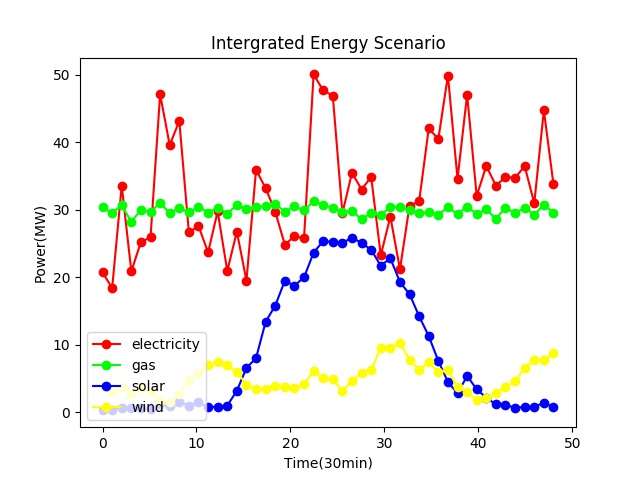 Intergrated Energy Scenario
Power(MW)
50
40
30
20
10
0
electricity
gas
solar
wind
0 10 20 30 40 50
Time(30min)